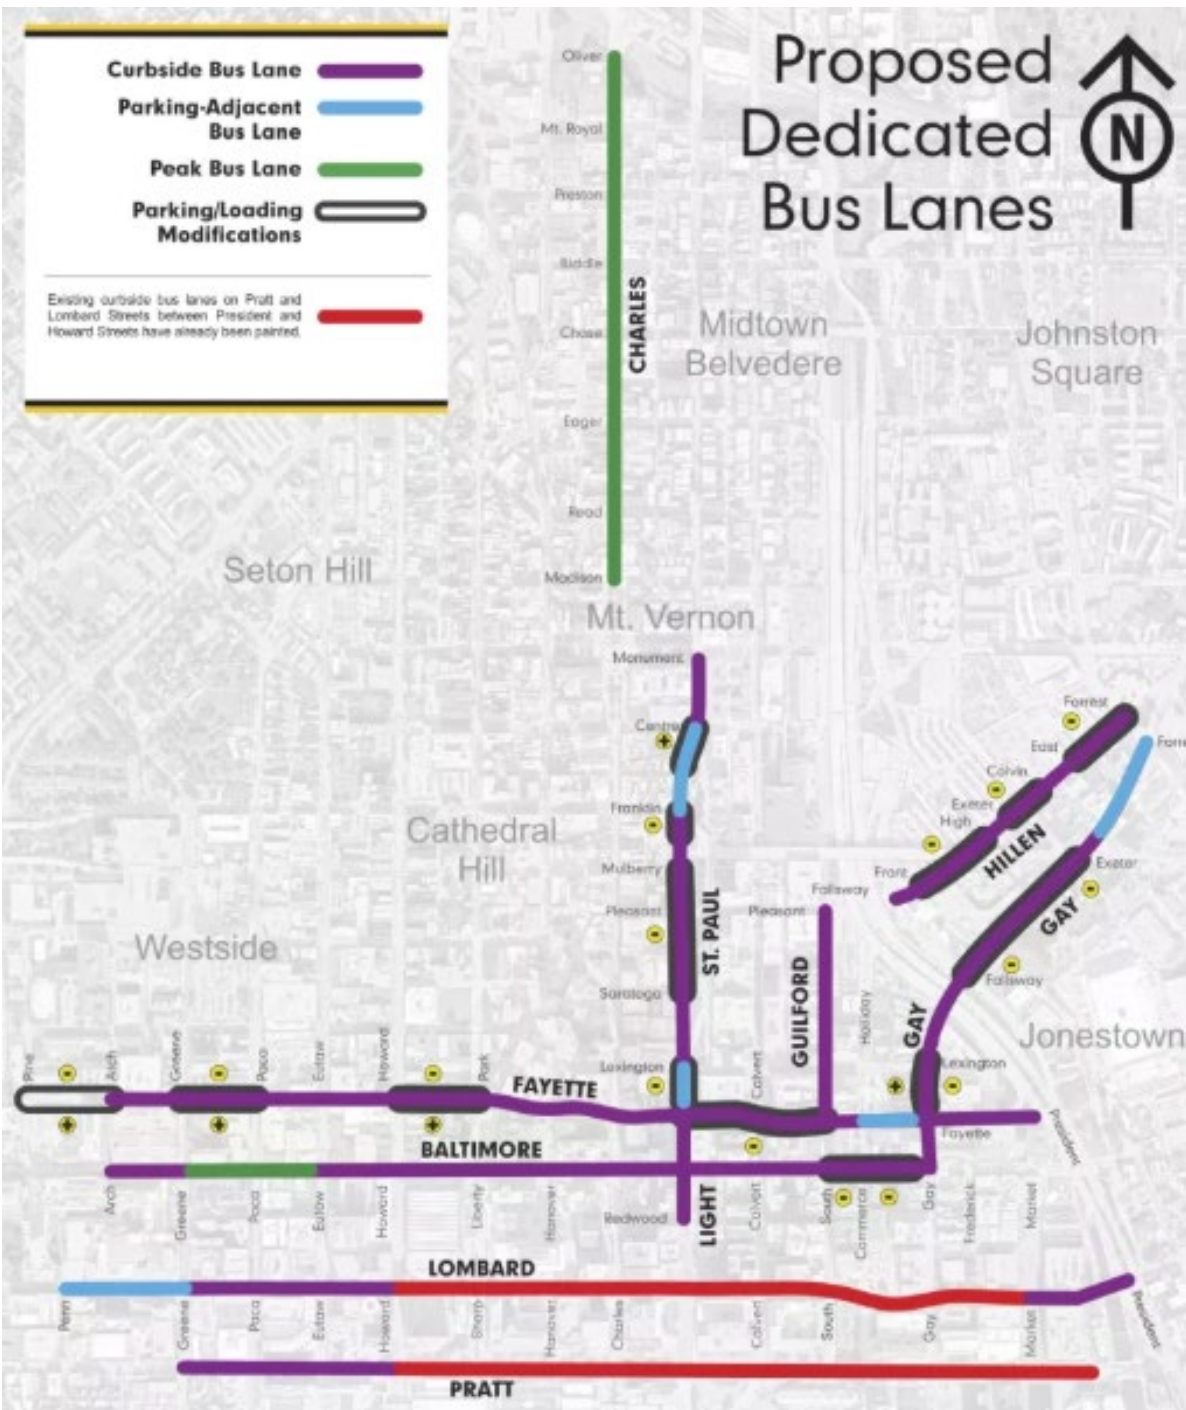 Curbside Bus Lane
Parking-Adjacent
Bus Lane
Peak Bus Lane
Parking/Loading
Modifications
Existing curbside bus lanes on Pratt and
Lombard Streets between President and
Howard Streets have already been painted.
Proposed
Dedicated
Bus Lanes
N
Oliver
Mt. Royal
Preston
Biddle
Chase
Eager
Read
Madison
CHARLES
Midtown
Belvedere
Johnston
Square
Seton Hill
Mt. Vernon
Monument
Centre
Franklin
Mulberry
Pleasant
Saratoga
Lexington
ST. PAUL
Cathedral
Hill
Westside
Forrest
East
Colvin
Exeter
High
Front
HILLEN
Forre
Exeter
GAY
Fallsway
Fallsway
Pleasant
GUILFORD
Holliday
GAY
Lexington
Jonestown
Pine
Arch
Greene
Paca
Eutaw
Howard
Park
FAYETTE
Calvert
Fayette
President
BALTIMORE
Arch
Greene
Paca
Eutaw
Howard
Liberty
Hanover
Redwood
LIGHT
Calvert
South
Commerce
Gay
Frederick
Market
LOMBARD
Penn
Greene
Paca
Eutaw
Howard
Sharp
Hanover
Charles
Calvert
South
Gay
Market
President
PRATT